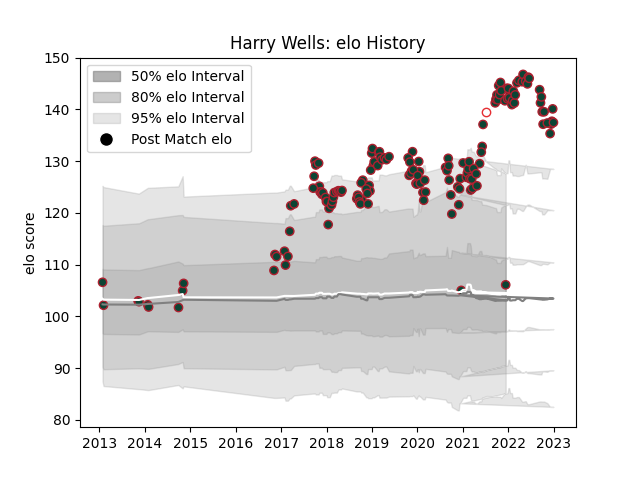 Harry Wells: elo History
150
140
130
120
110
100
90
80
elo score
50% elo Interval
80% elo Interval
95% elo Interval
Post Match elo
2013 2014 2015 2016 2017 2018 2019 2020 2021 2022 2023